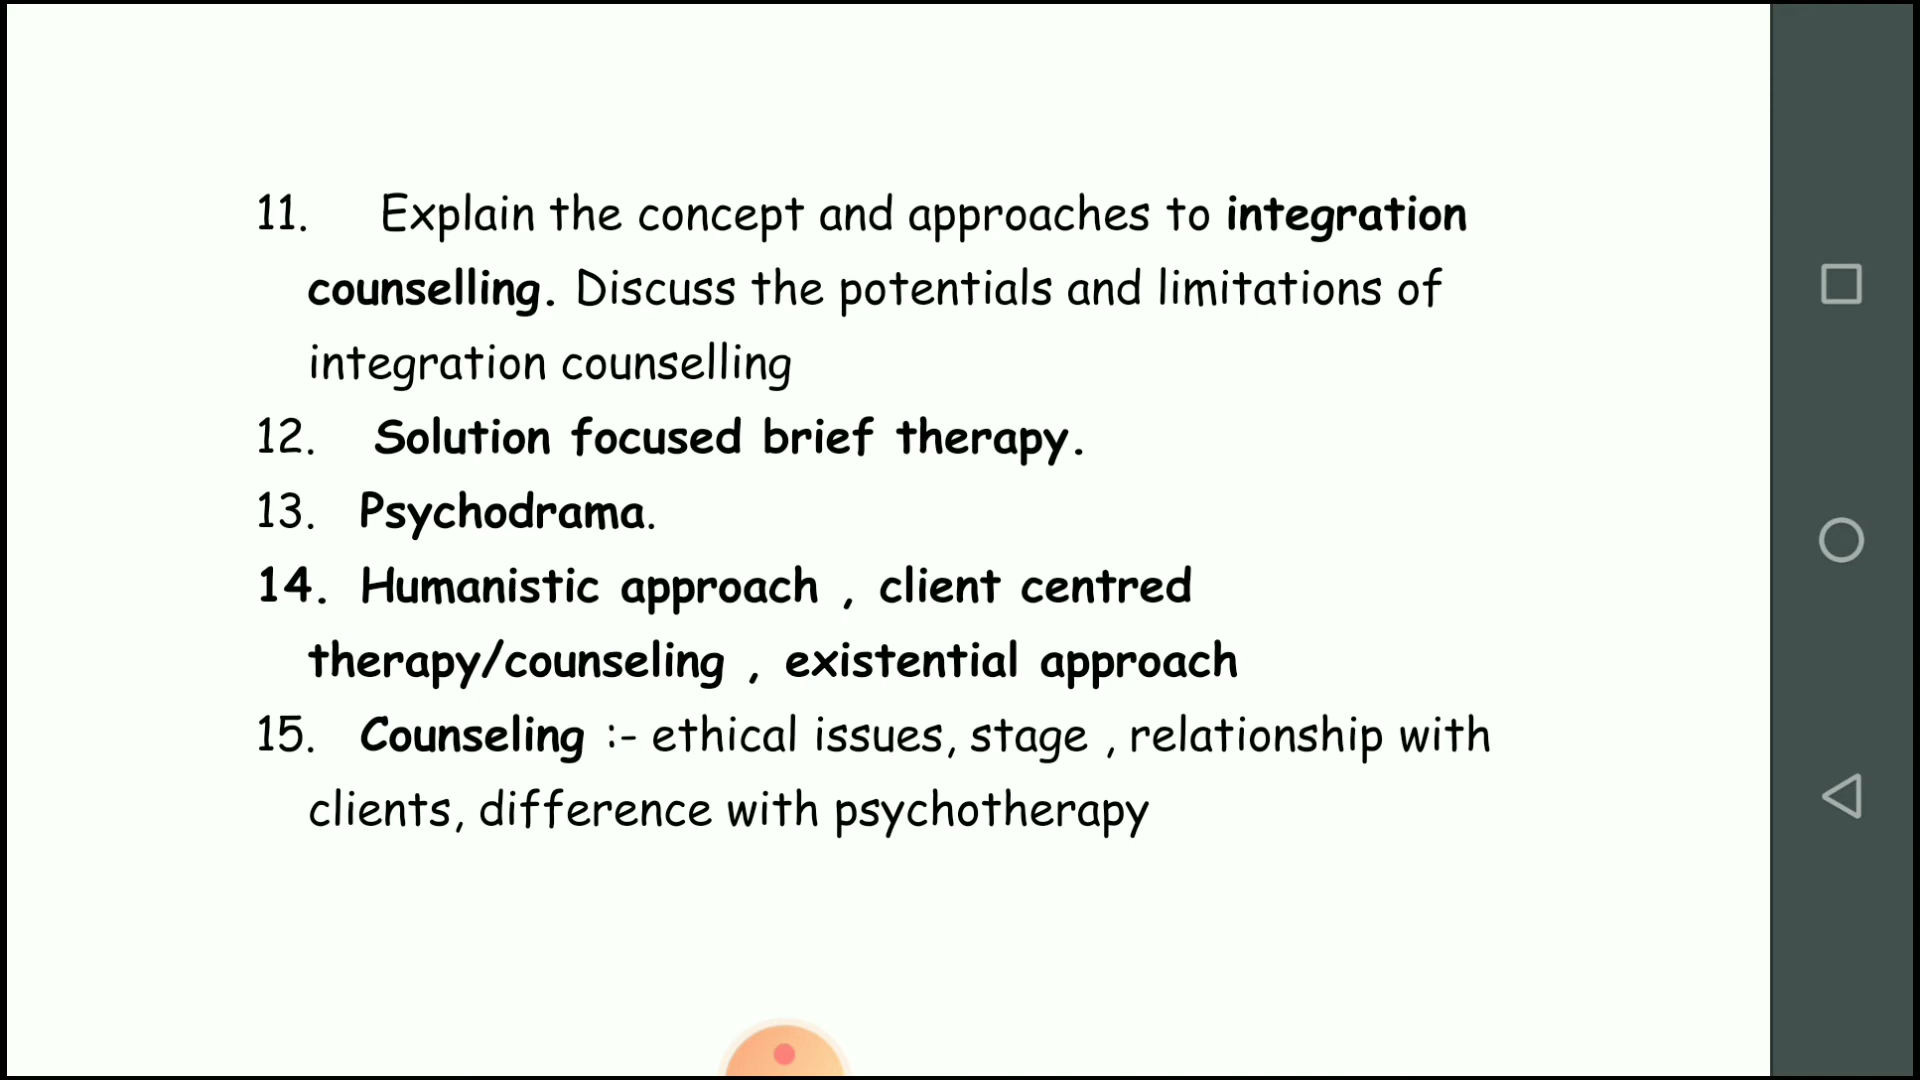 11. Explain the concept and approaches to integration
counselling. Discuss the potentials and limitations of
integration counselling
12. Solution focused brief therapy.
13. Psychodrama.
14. Humanistic approach , client centred
therapy/counseling , existential approach
15. Counseling :- ethical issues, stage , relationship with
clients, difference with psychotherapy